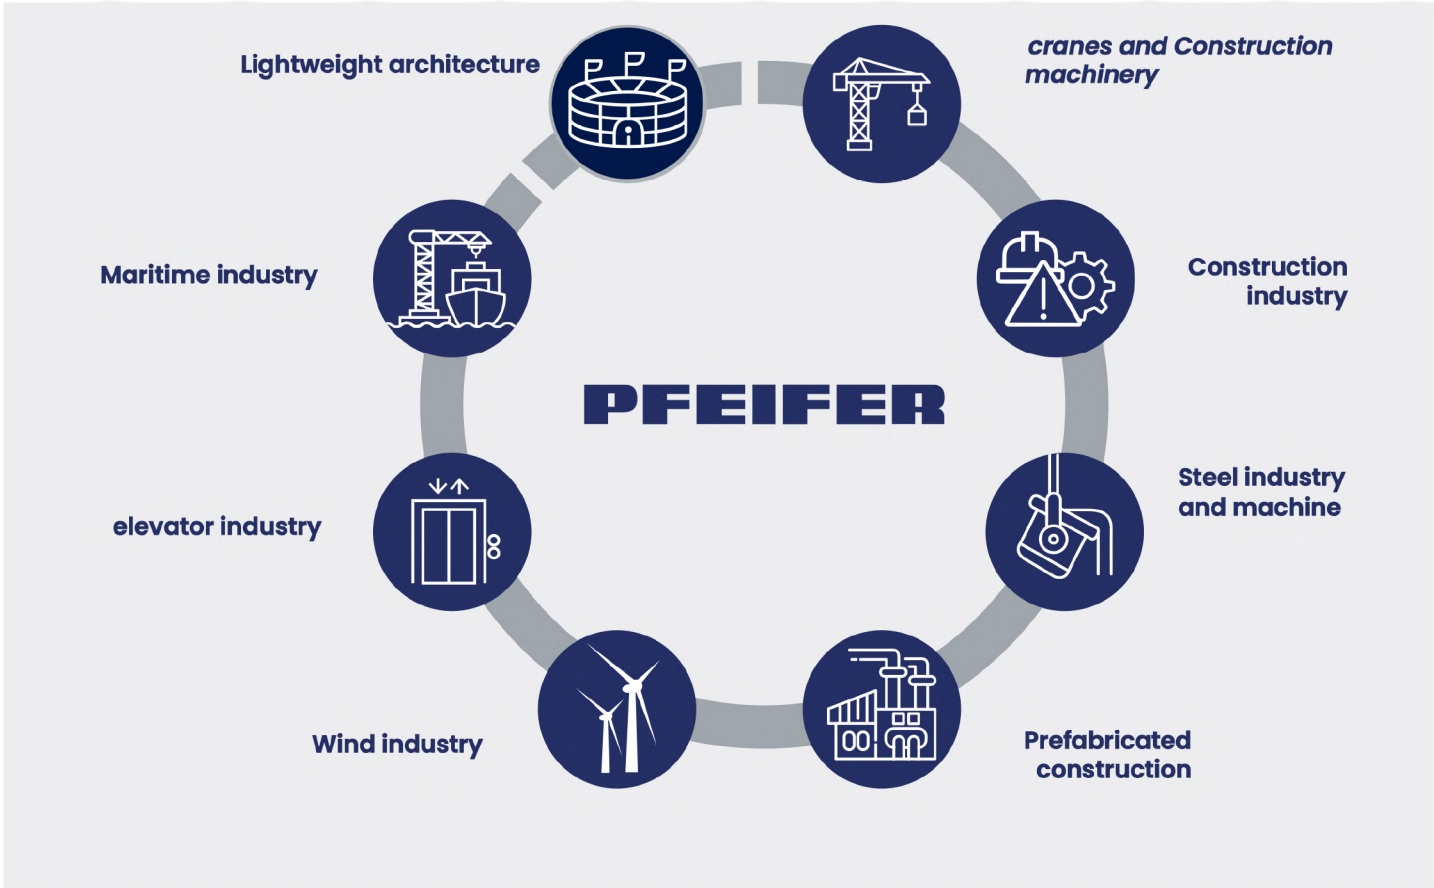 Lightweight architecture
cranes and Construction
machinery
Maritime industry
Construction
industry
PFEIFER
elevator industry
Steel industry
and machine
Wind industry
Prefabricated
construction